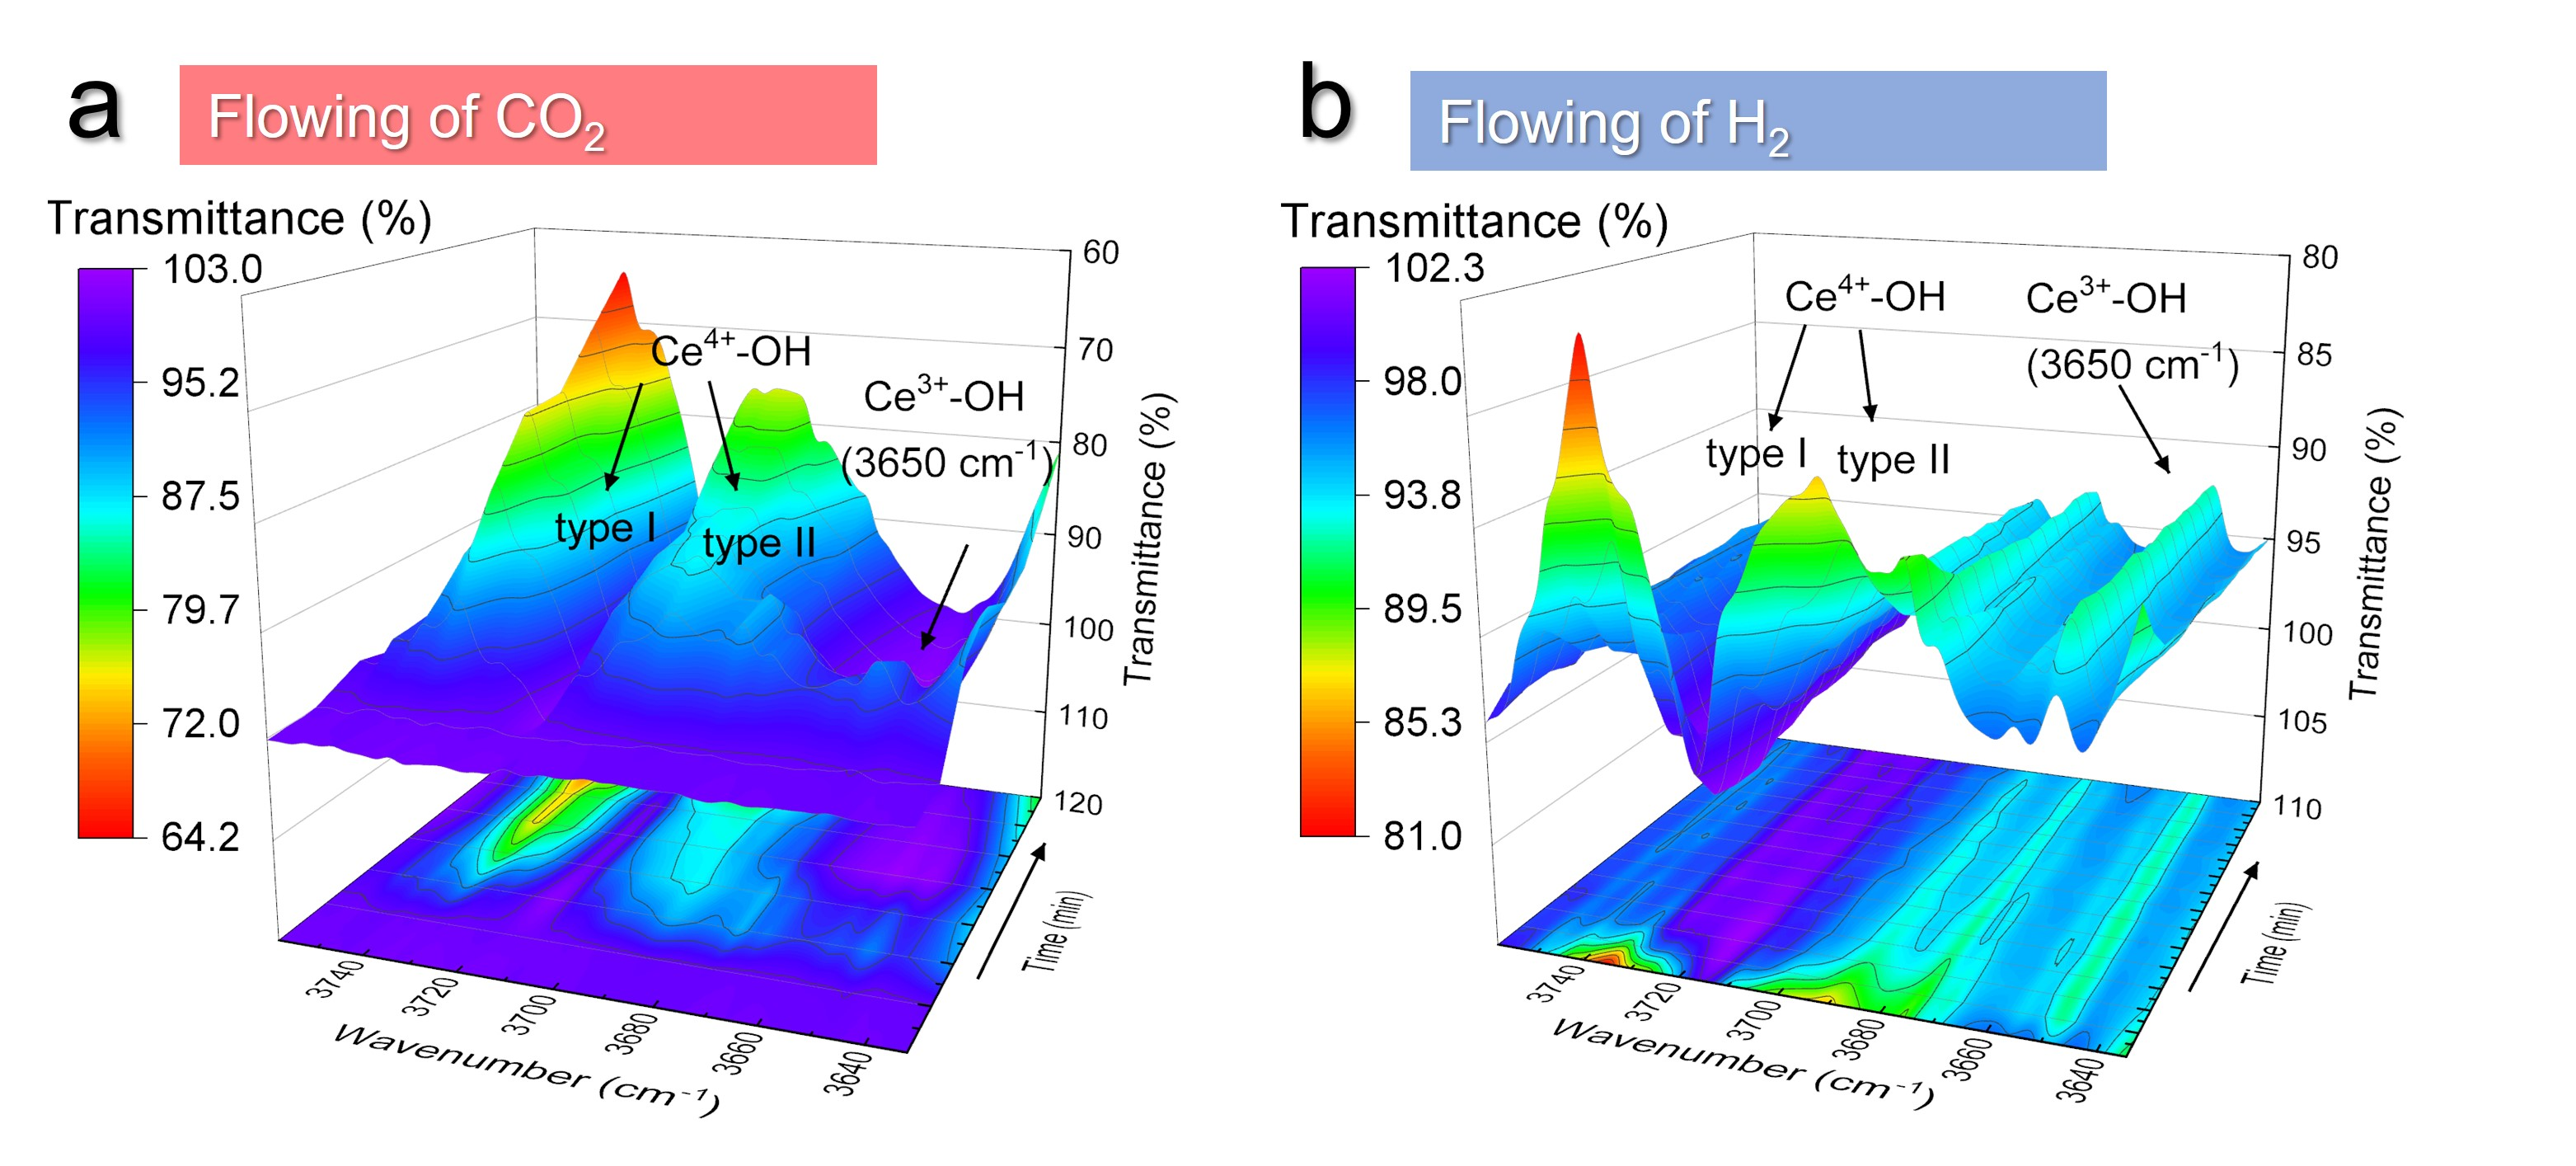 a
Flowing of CO₂
Transmittance (%)
103.0
95.2
87.5
79.7
72.0
64.2
Ce⁴⁺-OH
type I
type II
Ce³⁺-OH
(3650 cm⁻¹)
60
70
80
90
100
110
120
Transmittance (%)
Time (min)
3740
3720
3700
3680
3660
3640
Wavenumber (cm⁻¹)
b
Flowing of H₂
Transmittance (%)
102.3
98.0
93.8
89.5
85.3
81.0
Ce⁴⁺-OH
type I
type II
Ce³⁺-OH
(3650 cm⁻¹)
80
85
90
95
100
105
110
Transmittance (%)
Time (min)
3740
3720
3700
3680
3660
3640
Wavenumber (cm⁻¹)